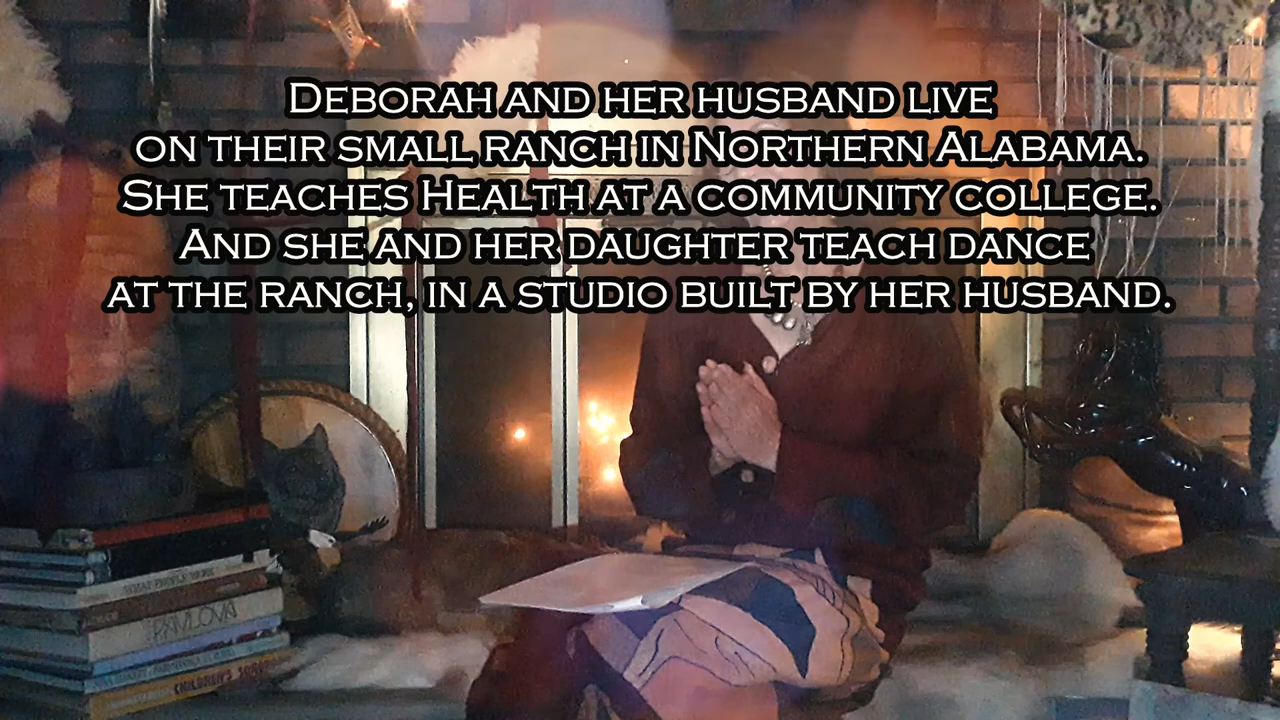 Deborah and her husband live
on their small ranch in Northern Alabama.
She teaches Health at a community college.
And she and her daughter teach dance
at the ranch, in a studio built by her husband.
PAVLOVA